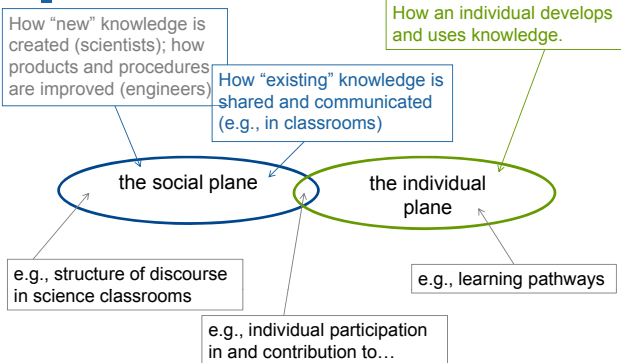 How “new” knowledge is
created (scientists); how
products and procedures
are improved (engineers)
How “existing” knowledge is
shared and communicated
(e.g., in classrooms)
How an individual develops
and uses knowledge.
the social plane
the individual
plane
e.g., structure of discourse
in science classrooms
e.g., individual participation
in and contribution to…
e.g., learning pathways